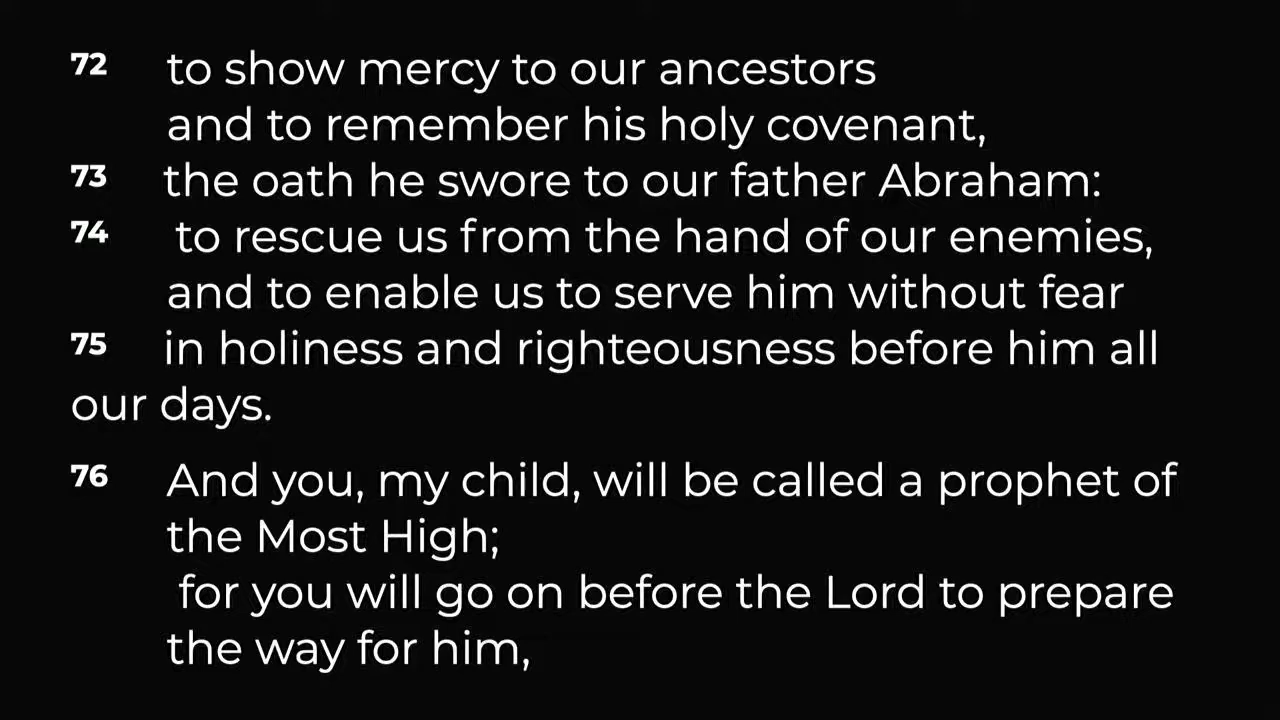 72 to show mercy to our ancestors
and to remember his holy covenant,
73 the oath he swore to our father Abraham:
74 to rescue us from the hand of our enemies,
and to enable us to serve him without fear
75 in holiness and righteousness before him all
our days.
76 And you, my child, will be called a prophet of
the Most High;
for you will go on before the Lord to prepare
the way for him,